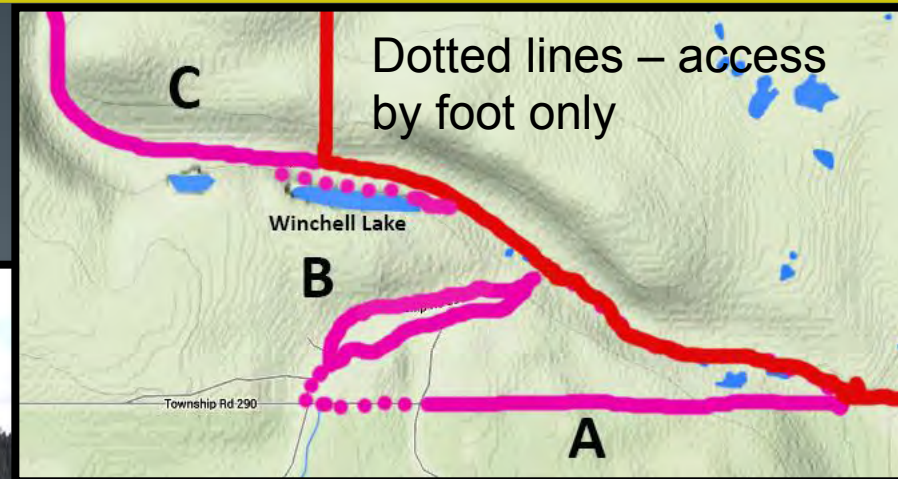 Dotted lines – access
by foot only
C
Winchell Lake
B
Township Rd 290
A